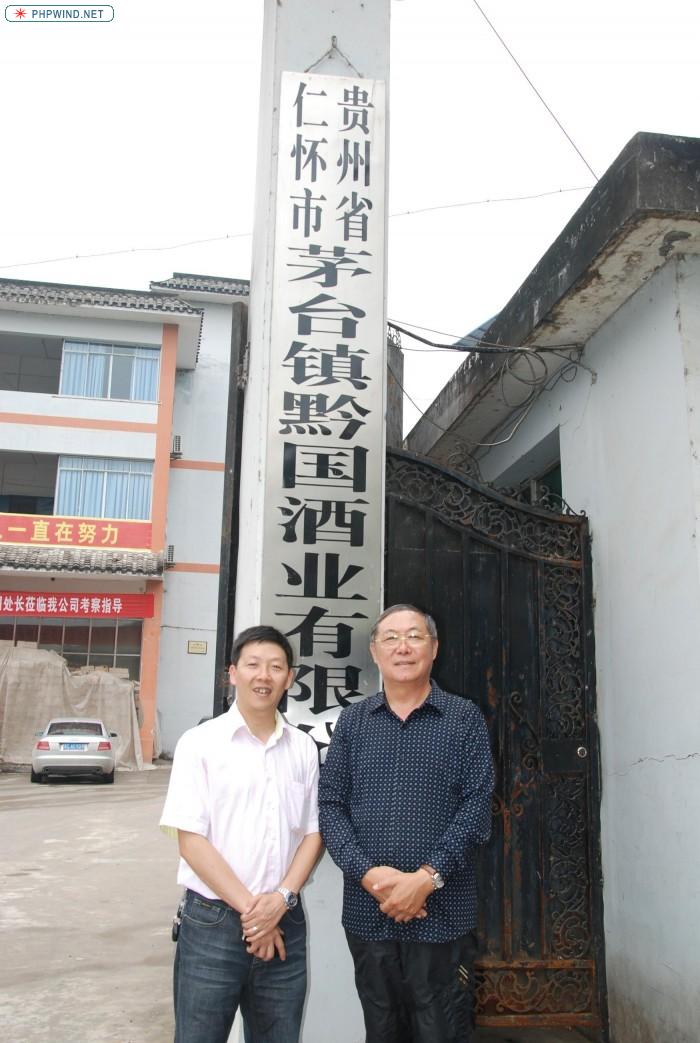 PHPWIND.NET
贵州省
仁怀市
茅台镇黔国酒业有限公
一直在努力
处长莅临我公司考察指导